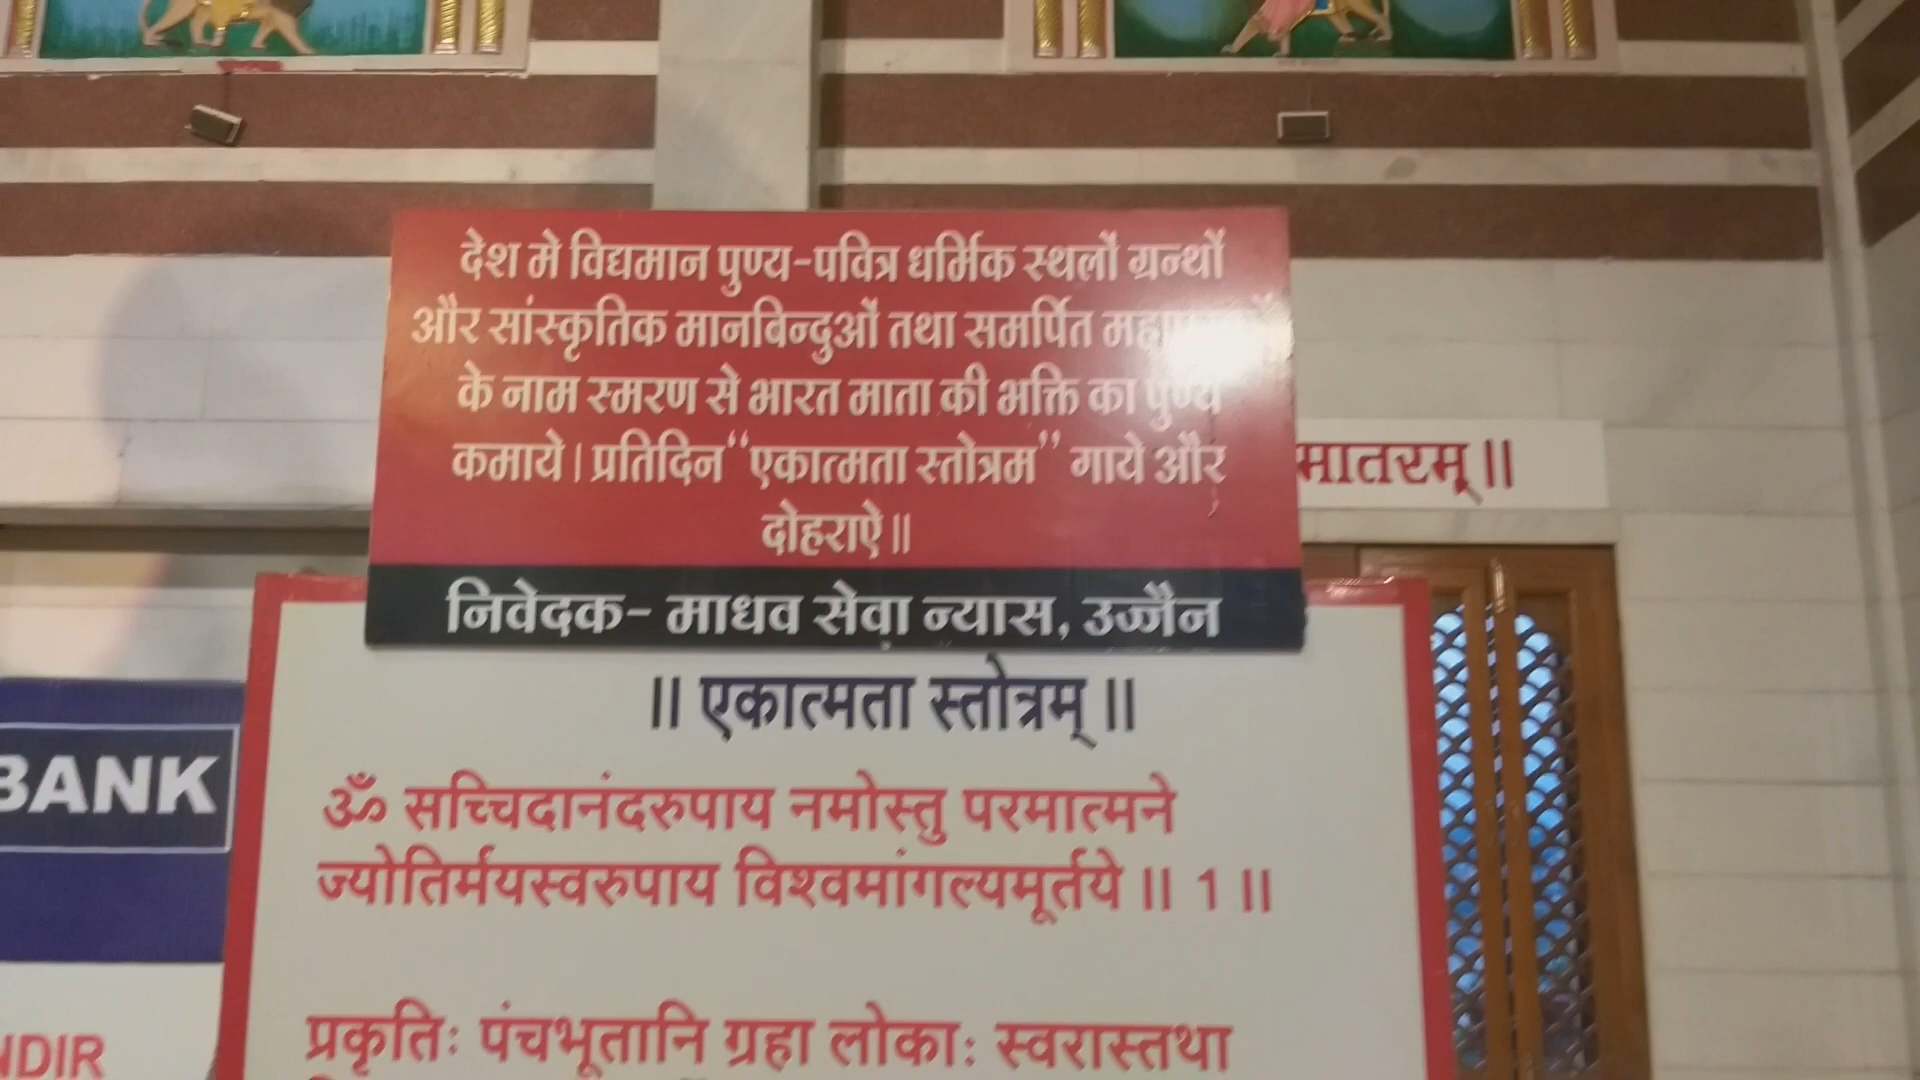 देश मे विद्यमान पुण्य-पवित्र धर्मिक स्थलों ग्रन्थों
और सांस्कृतिक मानविन्दुओं तथा समर्पित
के नाम स्मरण से भारत माता की भक्ति का पुण्य
कमाये। प्रतिदिन "एकात्मता स्तोत्रम" गाये और
दोहराऐ॥
निवेदक- माधव सेवा न्यास, उज्जैन
मातरम्॥
॥ एकात्मता स्तोत्रम् ॥
ॐ सच्चिदानंदरुपाय नमोस्तु परमात्मने
ज्योतिर्मयस्वरुपाय विश्वमांगल्यमूर्तये ॥ 1 ॥
प्रकृतिः पंचभूतानि ग्रहा लोकाः स्वरास्तथा
BANK
NDIR